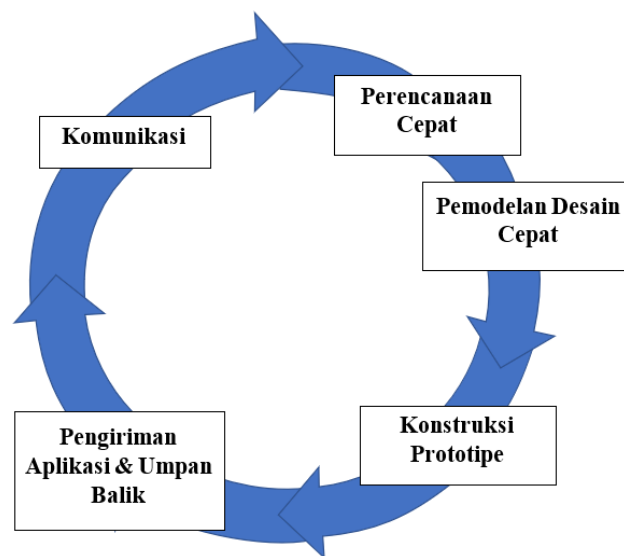 Komunikasi
Perencanaan
Cepat
Pemodelan Desain
Cepat
Konstruksi
Prototipe
Pengiriman
Aplikasi & Umpan
Balik